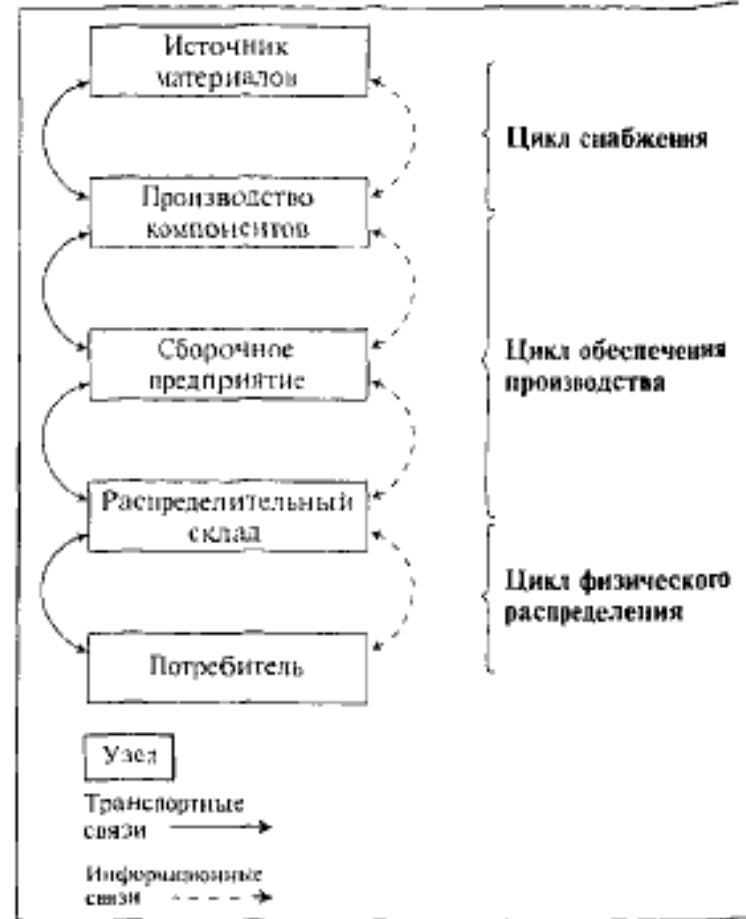 Источник
материалов
Цикл снабжения
Производство
компонентов
Сборочное
предприятие
Цикл обеспечения
производства
Распределительный
склад
Цикл физического
распределения
Потребитель
Узел
Транспортные
связи
Информационные
связи